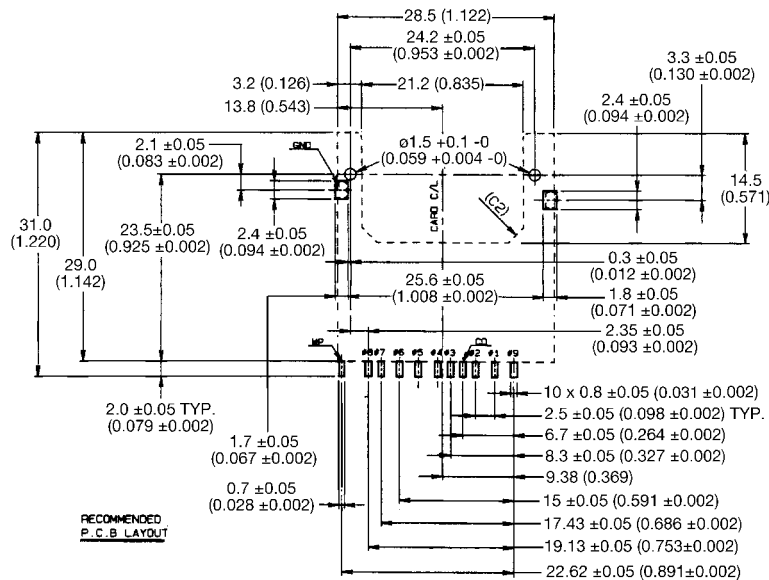 28.5 (1.122)
24.2 ±0.05
(0.953 ±0.002)
3.3 ±0.05
(0.130 ±0.002)
3.2 (0.126)
21.2 (0.835)
13.8 (0.543)
2.4 ±0.05
(0.094 ±0.002)
2.1 ±0.05
(0.083 ±0.002)
GND
ø1.5 +0.1 -0
(0.059 +0.004 -0)
14.5
(0.571)
CARD C/L
(C2)
31.0
(1.220)
29.0
(1.142)
23.5±0.05
(0.925 ±0.002)
2.4 ±0.05
(0.094 ±0.002)
0.3 ±0.05
(0.012 ±0.002)
25.6 ±0.05
(1.008 ±0.002)
1.8 ±0.05
(0.071 ±0.002)
2.35 ±0.05
(0.093 ±0.002)
WP #8 #7 #6 #5 #4 #3 CD #2 #1 #9
2.0 ±0.05 TYP.
(0.079 ±0.002)
10 x 0.8 ±0.05 (0.031 ±0.002)
2.5 ±0.05 (0.098 ±0.002) TYP.
1.7 ±0.05
(0.067 ±0.002)
6.7 ±0.05 (0.264 ±0.002)
8.3 ±0.05 (0.327 ±0.002)
9.38 (0.369)
0.7 ±0.05
(0.028 ±0.002)
15 ±0.05 (0.591 ±0.002)
17.43 ±0.05 (0.686 ±0.002)
19.13 ±0.05 (0.753±0.002)
22.62 ±0.05 (0.891±0.002)
RECOMMENDED
P.C.B LAYOUT